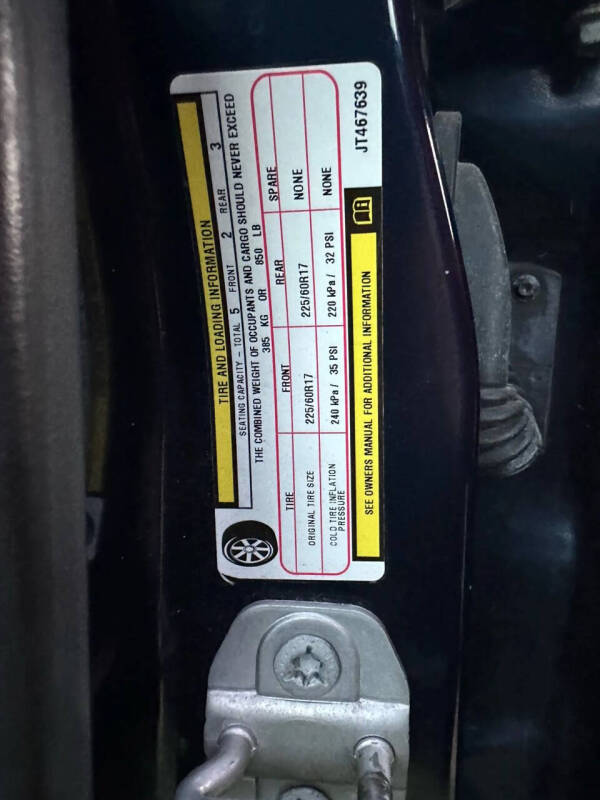 TIRE AND LOADING INFORMATION
SEATING CAPACITY - TOTAL 5 FRONT 2 REAR 3
THE COMBINED WEIGHT OF OCCUPANTS AND CARGO SHOULD NEVER EXCEED
385 KG OR 850 LB
TIRE FRONT REAR SPARE
ORIGINAL TIRE SIZE 225/60R17 225/60R17 NONE
COLD TIRE INFLATION PRESSURE 240 kPa / 35 PSI 220 kPa / 32 PSI NONE
SEE OWNERS MANUAL FOR ADDITIONAL INFORMATION
JT467639